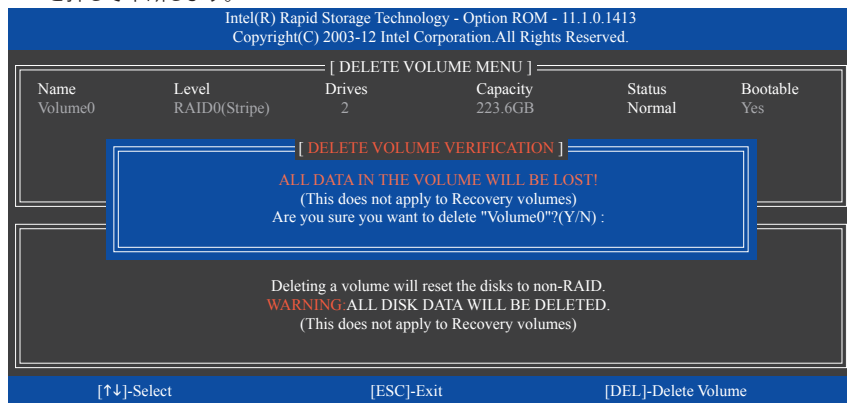 Intel(R) Rapid Storage Technology - Option ROM - 11.1.0.1413
Copyright(C) 2003-12 Intel Corporation.All Rights Reserved.
[ DELETE VOLUME MENU ]
Name Level Drives Capacity Status Bootable
Volume0 RAID0(Stripe) 2 223.6GB Normal Yes
[ DELETE VOLUME VERIFICATION ]
ALL DATA IN THE VOLUME WILL BE LOST!
(This does not apply to Recovery volumes)
Are you sure you want to delete "Volume0"?(Y/N) :
Deleting a volume will reset the disks to non-RAID.
WARNING:ALL DISK DATA WILL BE DELETED.
(This does not apply to Recovery volumes)
[↑↓]-Select [ESC]-Exit [DEL]-Delete Volume